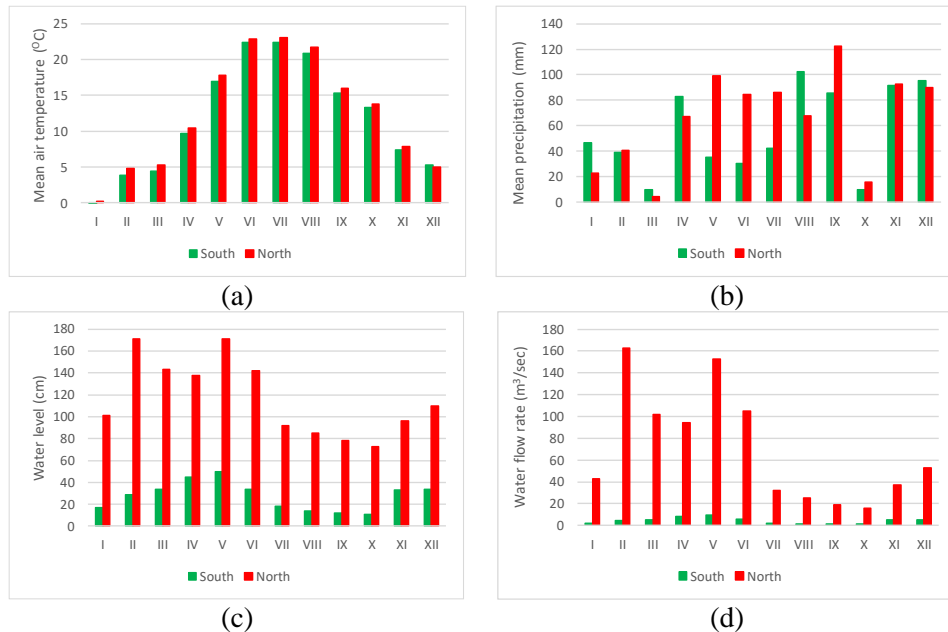 Mean air temperature (⁰C)
25
20
15
10
5
0
I II III IV V VI VII VIII IX X XI XII
South North
(a)
Mean precipitation (mm)
140
120
100
80
60
40
20
0
I II III IV V VI VII VIII IX X XI XII
South North
(b)
Water level (cm)
180
160
140
120
100
80
60
40
20
0
I II III IV V VI VII VIII IX X XI XII
South North
(c)
Water flow rate (m³/sec)
180
160
140
120
100
80
60
40
20
0
I II III IV V VI VII VIII IX X XI XII
South North
(d)